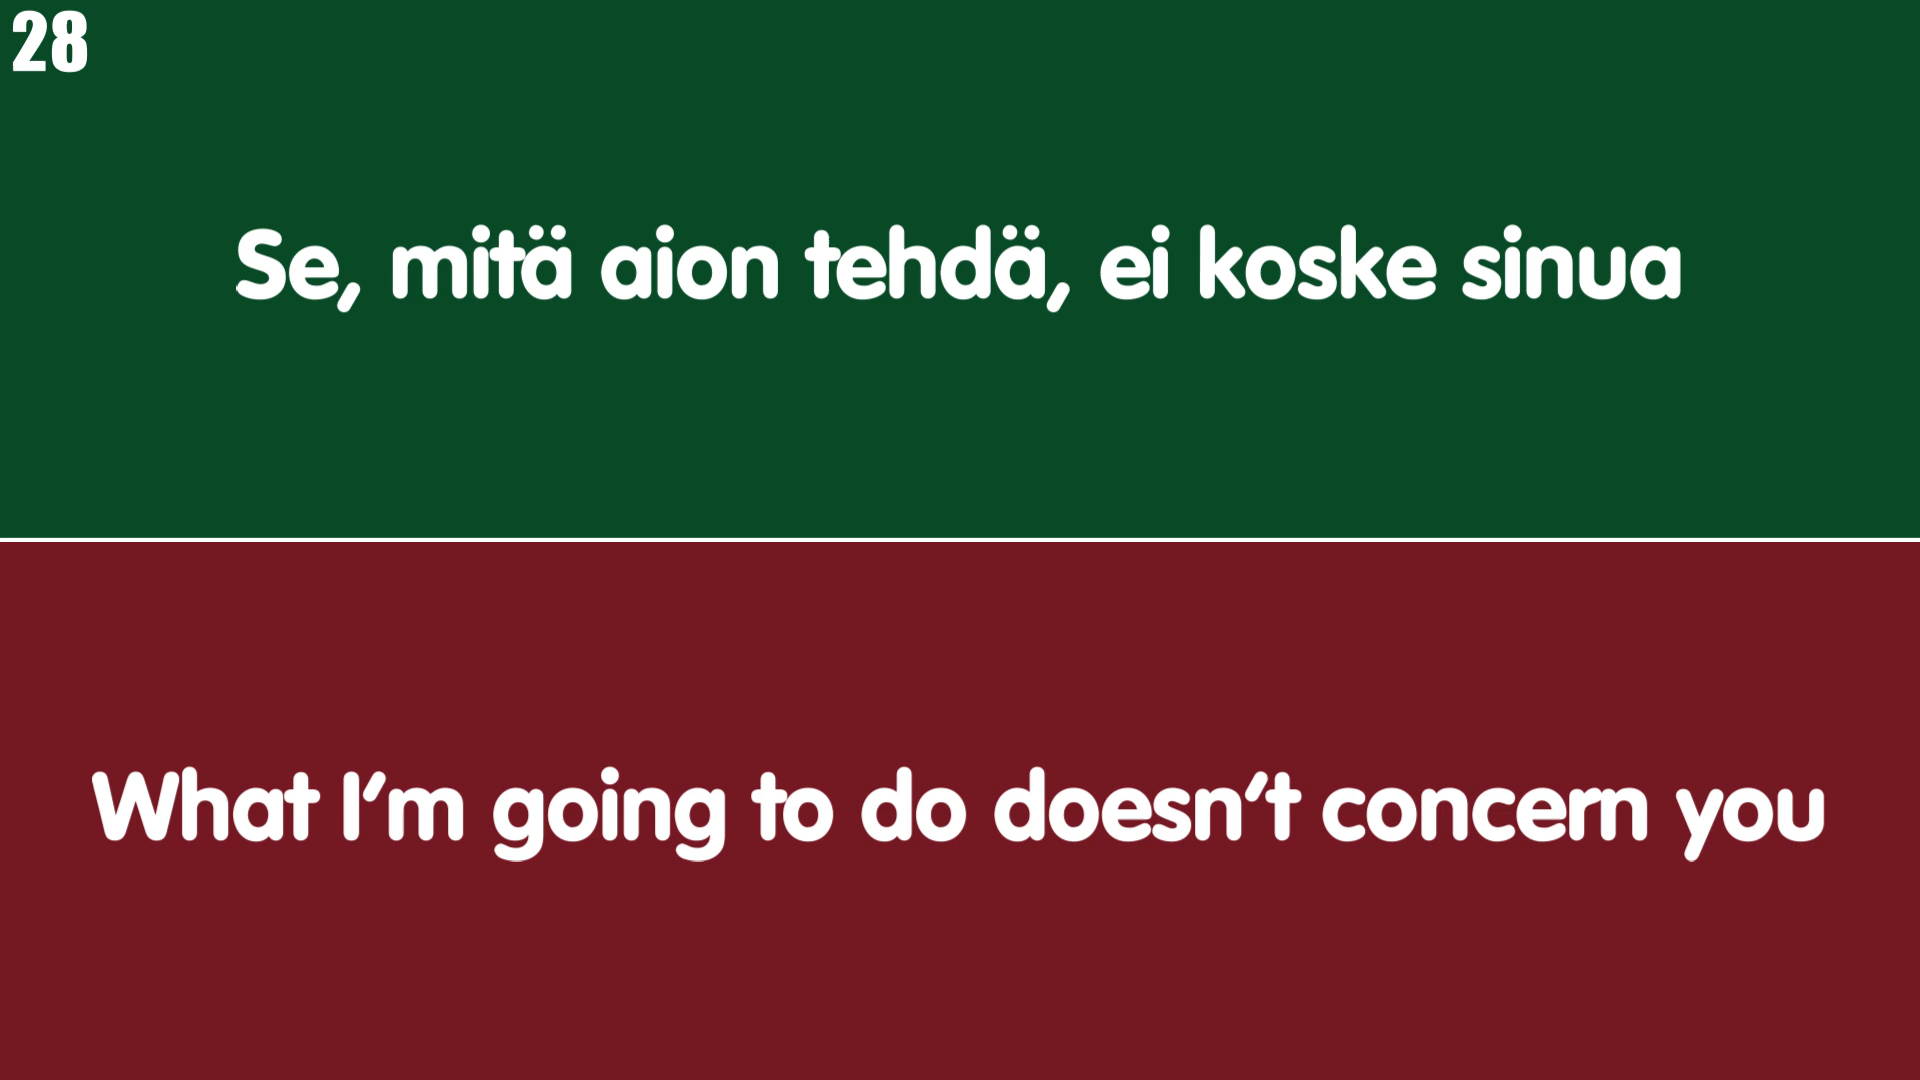 28
Se, mitä aion tehdä, ei koske sinua
What I'm going to do doesn't concern you